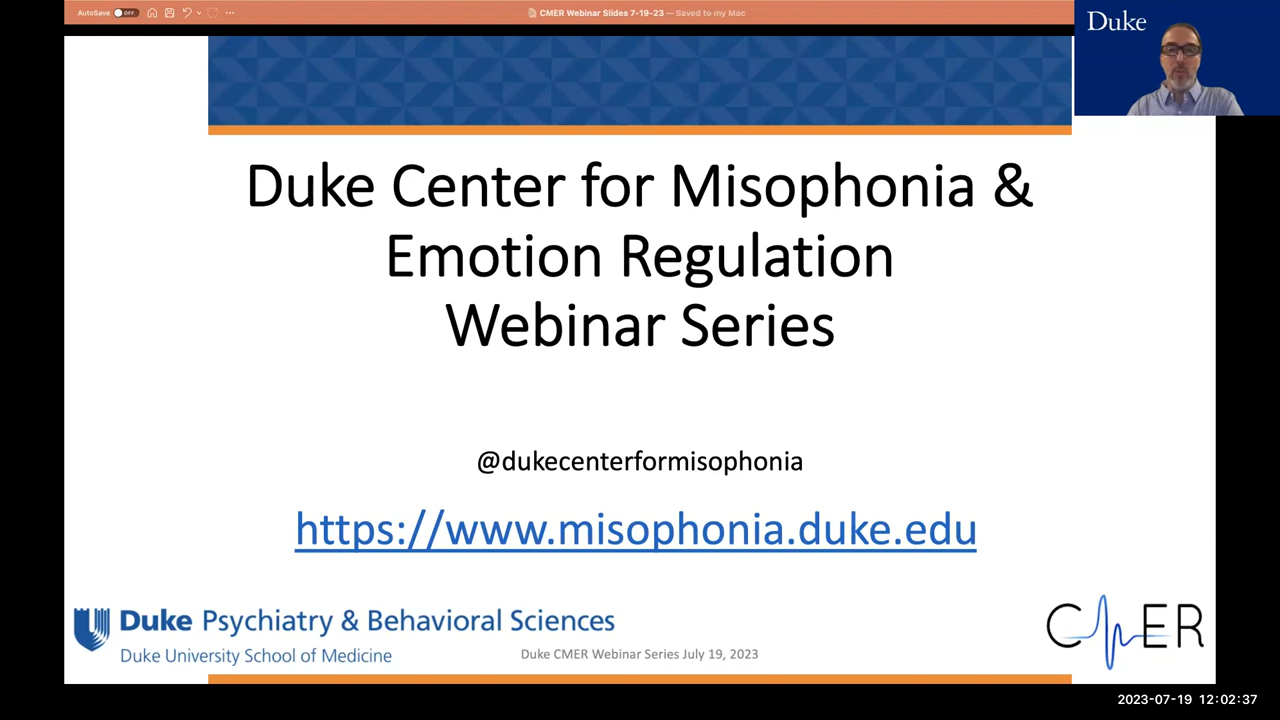 AutoSave OFF
CMER Webinar Slides 7-19-23 — Saved to my Mac
Duke
Duke Center for Misophonia &
Emotion Regulation
Webinar Series
@dukecenterformisophonia
https://www.misophonia.duke.edu
Duke Psychiatry & Behavioral Sciences
Duke University School of Medicine
Duke CMER Webinar Series July 19, 2023
CMER
2023-07-19 12:02:37